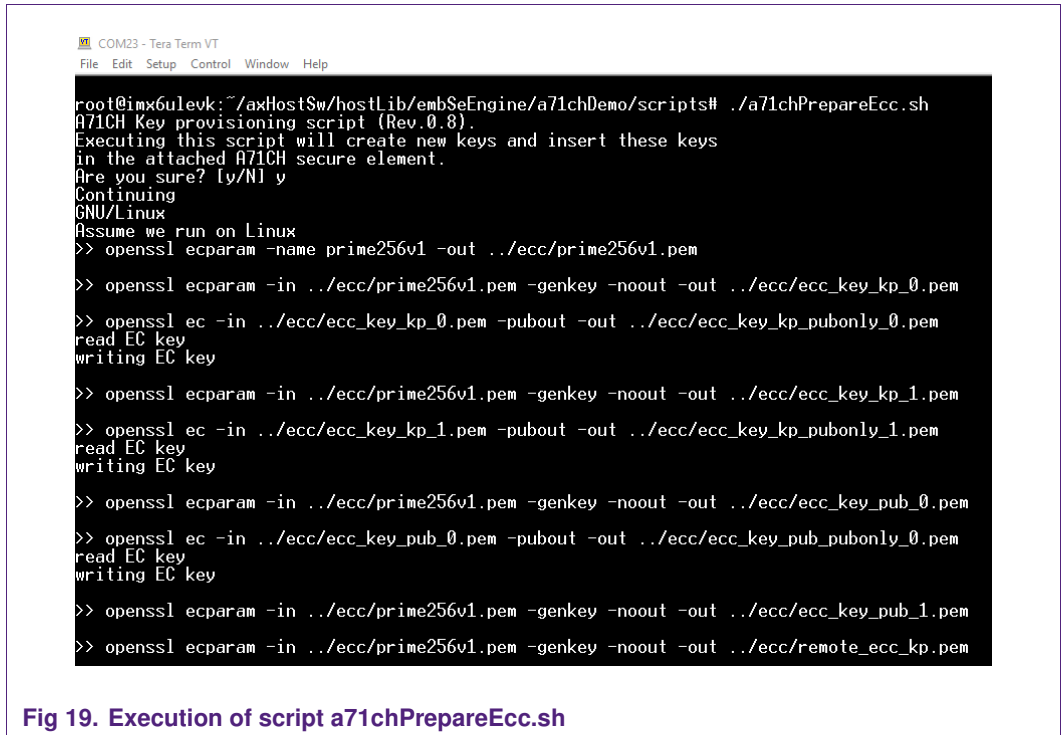 COM23 - Tera Term VT
File Edit Setup Control Window Help
root@imx6ulevk:~/axHostSw/hostLib/embSeEngine/a71chDemo/scripts# ./a71chPrepareEcc.sh
A71CH Key provisioning script (Rev.0.8).
Executing this script will create new keys and insert these keys
in the attached A71CH secure element.
Are you sure? [y/N] y
Continuing
GNU/Linux
Assume we run on Linux
>> openssl ecparam -name prime256v1 -out ../ecc/prime256v1.pem
>> openssl ecparam -in ../ecc/prime256v1.pem -genkey -noout -out ../ecc/ecc_key_kp_0.pem
>> openssl ec -in ../ecc/ecc_key_kp_0.pem -pubout -out ../ecc/ecc_key_kp_pubonly_0.pem
read EC key
writing EC key
>> openssl ecparam -in ../ecc/prime256v1.pem -genkey -noout -out ../ecc/ecc_key_kp_1.pem
>> openssl ec -in ../ecc/ecc_key_kp_1.pem -pubout -out ../ecc/ecc_key_kp_pubonly_1.pem
read EC key
writing EC key
>> openssl ecparam -in ../ecc/prime256v1.pem -genkey -noout -out ../ecc/ecc_key_pub_0.pem
>> openssl ec -in ../ecc/ecc_key_pub_0.pem -pubout -out ../ecc/ecc_key_pub_pubonly_0.pem
read EC key
writing EC key
>> openssl ecparam -in ../ecc/prime256v1.pem -genkey -noout -out ../ecc/ecc_key_pub_1.pem
>> openssl ecparam -in ../ecc/prime256v1.pem -genkey -noout -out ../ecc/remote_ecc_kp.pem
Fig 19. Execution of script a71chPrepareEcc.sh